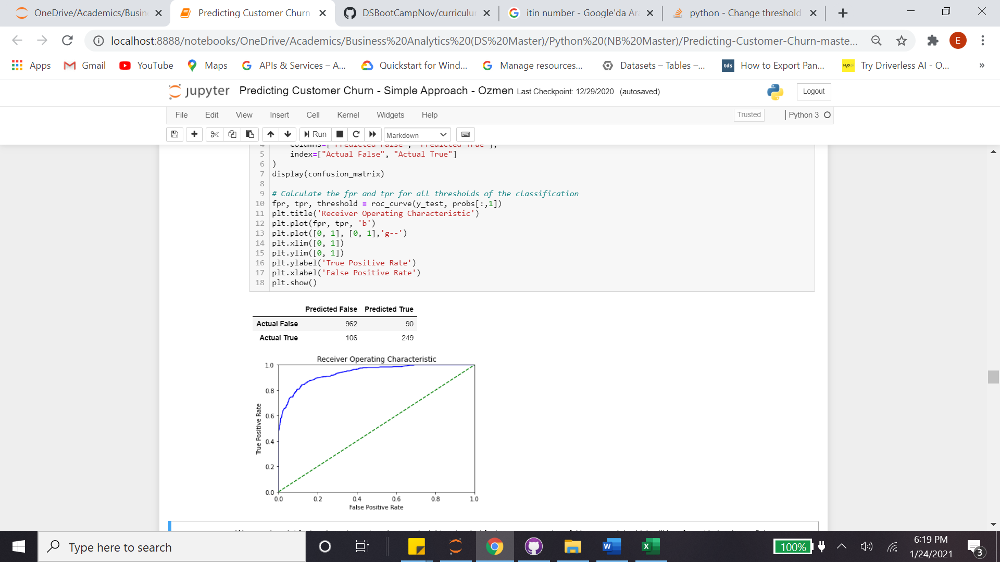 OneDrive/Academics/Busin
Predicting Customer Churn
DSBootCampNov/curriculu
itin number - Google'da Ar
python - Change threshold
localhost:8888/notebooks/OneDrive/Academics/Business%20Analytics%20(DS%20Master)/Python%20(NB%20Master)/Predicting-Customer-Churn-maste...
E
Apps
Gmail
YouTube
Maps
APIs & Services – A...
Quickstart for Wind...
Manage resources...
Datasets – Tables –...
tds
How to Export Pan...
H2O.ai
Try Driverless AI - O...
»
jupyter
Predicting Customer Churn - Simple Approach - Ozmen Last Checkpoint: 12/29/2020 (autosaved)
Logout
File Edit View Insert Cell Kernel Widgets Help
Trusted
Python 3
Run
Markdown
4 columns=["Predicted False", "Predicted True"],
5 index=["Actual False", "Actual True"]
6 )
7 display(confusion_matrix)
8
9 # Calculate the fpr and tpr for all thresholds of the classification
10 fpr, tpr, threshold = roc_curve(y_test, probs[:,1])
11 plt.title('Receiver Operating Characteristic')
12 plt.plot(fpr, tpr, 'b')
13 plt.plot([0, 1], [0, 1],'g--')
14 plt.xlim([0, 1])
15 plt.ylim([0, 1])
16 plt.ylabel('True Positive Rate')
17 plt.xlabel('False Positive Rate')
18 plt.show()
Predicted False Predicted True
Actual False 962 90
Actual True 106 249
Receiver Operating Characteristic
1.0
0.8
0.6
0.4
0.2
0.0
True Positive Rate
0.0 0.2 0.4 0.6 0.8 1.0
False Positive Rate
Type here to search
W
X
100%
6:19 PM
1/24/2021
3